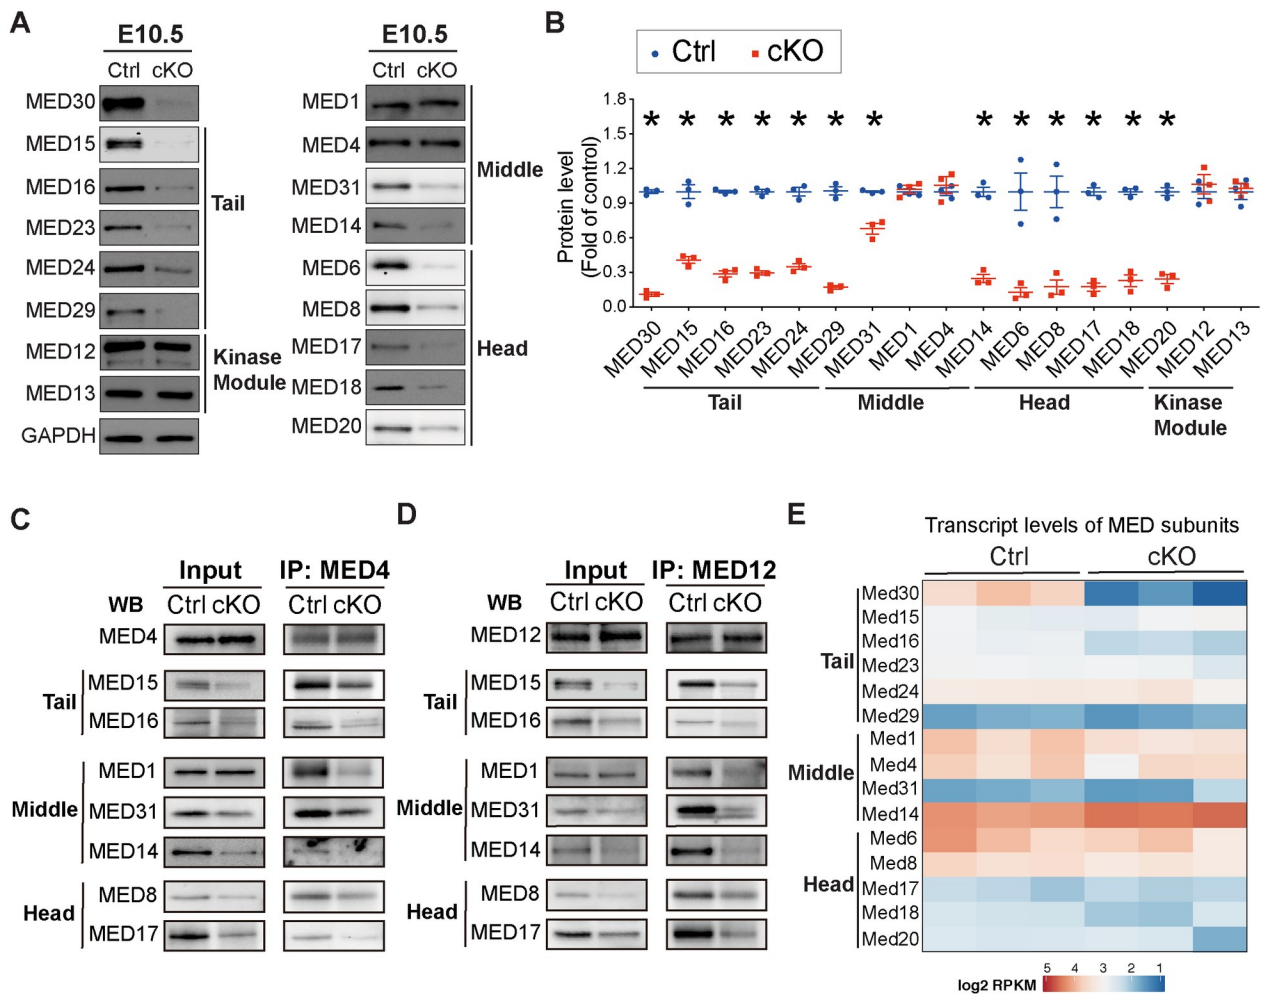 A
E10.5
Ctrl cKO
MED30
MED15
MED16
MED23
MED24
MED29
MED12
MED13
GAPDH
Tail
Kinase
Module
E10.5
Ctrl cKO
MED1
MED4
MED31
MED14
MED6
MED8
MED17
MED18
MED20
Middle
Head
B
Ctrl cKO
Protein level
(Fold of control)
1.8
1.5
1.2
0.9
0.6
0.3
0.0
* * * * * * * * * * * * *
MED30 MED15 MED16 MED23 MED24 MED29 MED31 MED1 MED4 MED14 MED6 MED8 MED17 MED18 MED20 MED12 MED13
Tail Middle Head Kinase
Module
C
Input IP: MED4
WB Ctrl cKO Ctrl cKO
MED4
Tail
MED15
MED16
Middle
MED1
MED31
MED14
Head
MED8
MED17
D
Input IP: MED12
WB Ctrl cKO Ctrl cKO
MED12
Tail
MED15
MED16
Middle
MED1
MED31
MED14
Head
MED8
MED17
E
Transcript levels of MED subunits
Ctrl cKO
Tail
Med30
Med15
Med16
Med23
Med24
Med29
Middle
Med1
Med4
Med31
Med14
Head
Med6
Med8
Med17
Med18
Med20
log2 RPKM 5 4 3 2 1